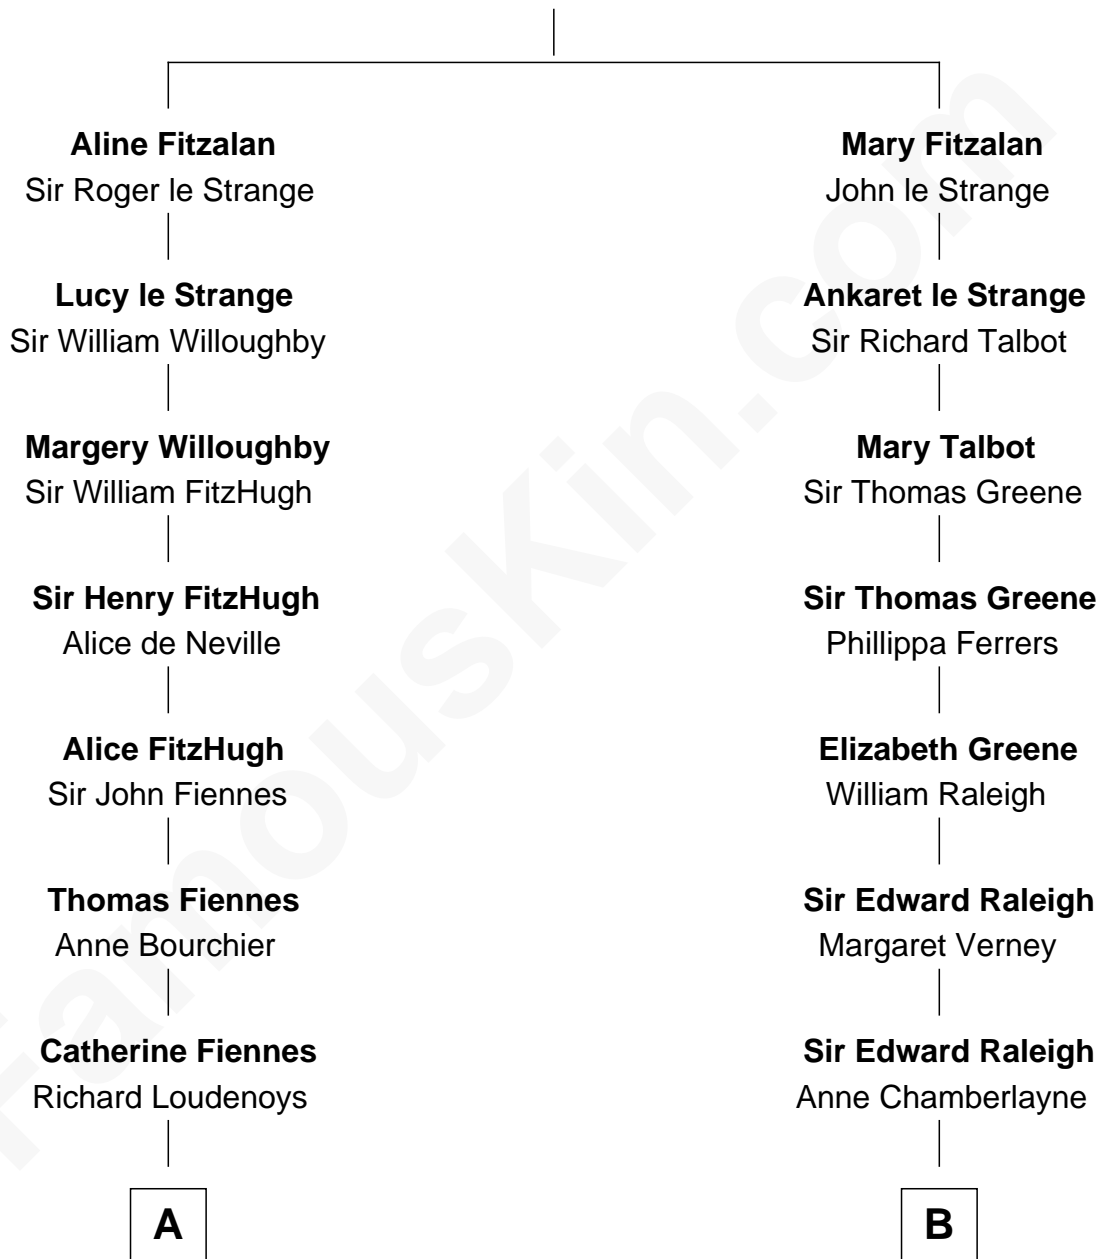 Aline Fitzalan
Sir Roger le Strange
Mary Fitzalan
John le Strange
Lucy le Strange
Sir William Willoughby
Ankaret le Strange
Sir Richard Talbot
Margery Willoughby
Sir William FitzHugh
Mary Talbot
Sir Thomas Greene
Sir Henry FitzHugh
Alice de Neville
Sir Thomas Greene
Phillippa Ferrers
Alice FitzHugh
Sir John Fiennes
Elizabeth Greene
William Raleigh
Thomas Fiennes
Anne Bourchier
Sir Edward Raleigh
Margaret Verney
Catherine Fiennes
Richard Loudenoys
Sir Edward Raleigh
Anne Chamberlayne
A
B
FamousKin.com